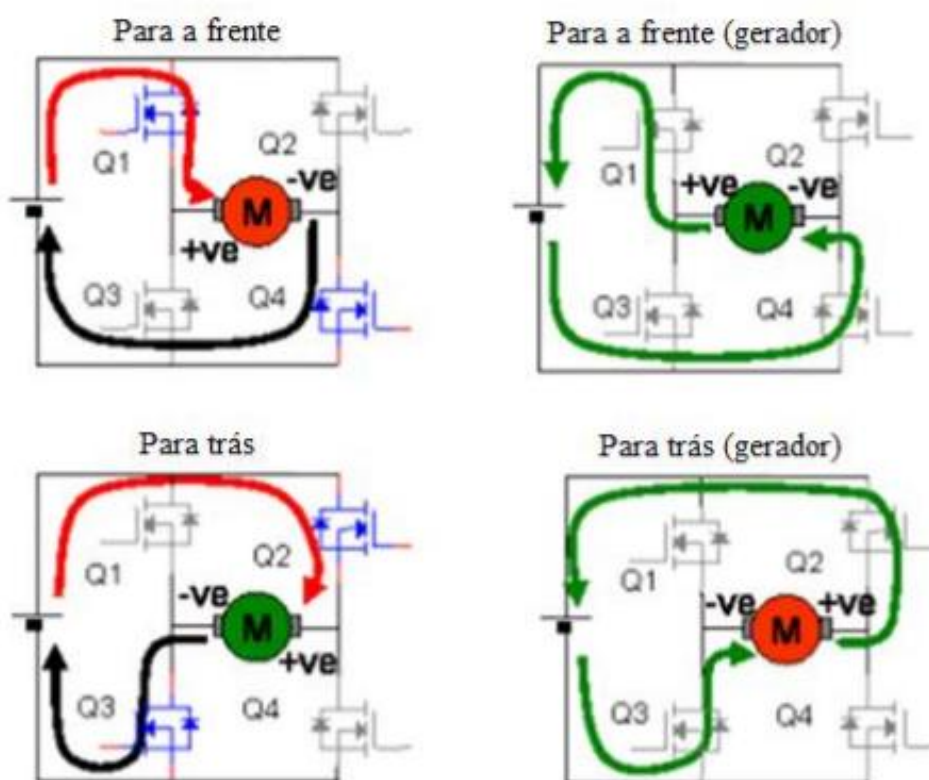 Para a frente
Q1
Q2
-ve
M
+ve
Q3
Q4
Para a frente (gerador)
Q1
Q2
+ve
-ve
M
Q3
Q4
Para trás
Q1
Q2
-ve
M
+ve
Q3
Q4
Para trás (gerador)
Q1
Q2
-ve
+ve
M
Q3
Q4